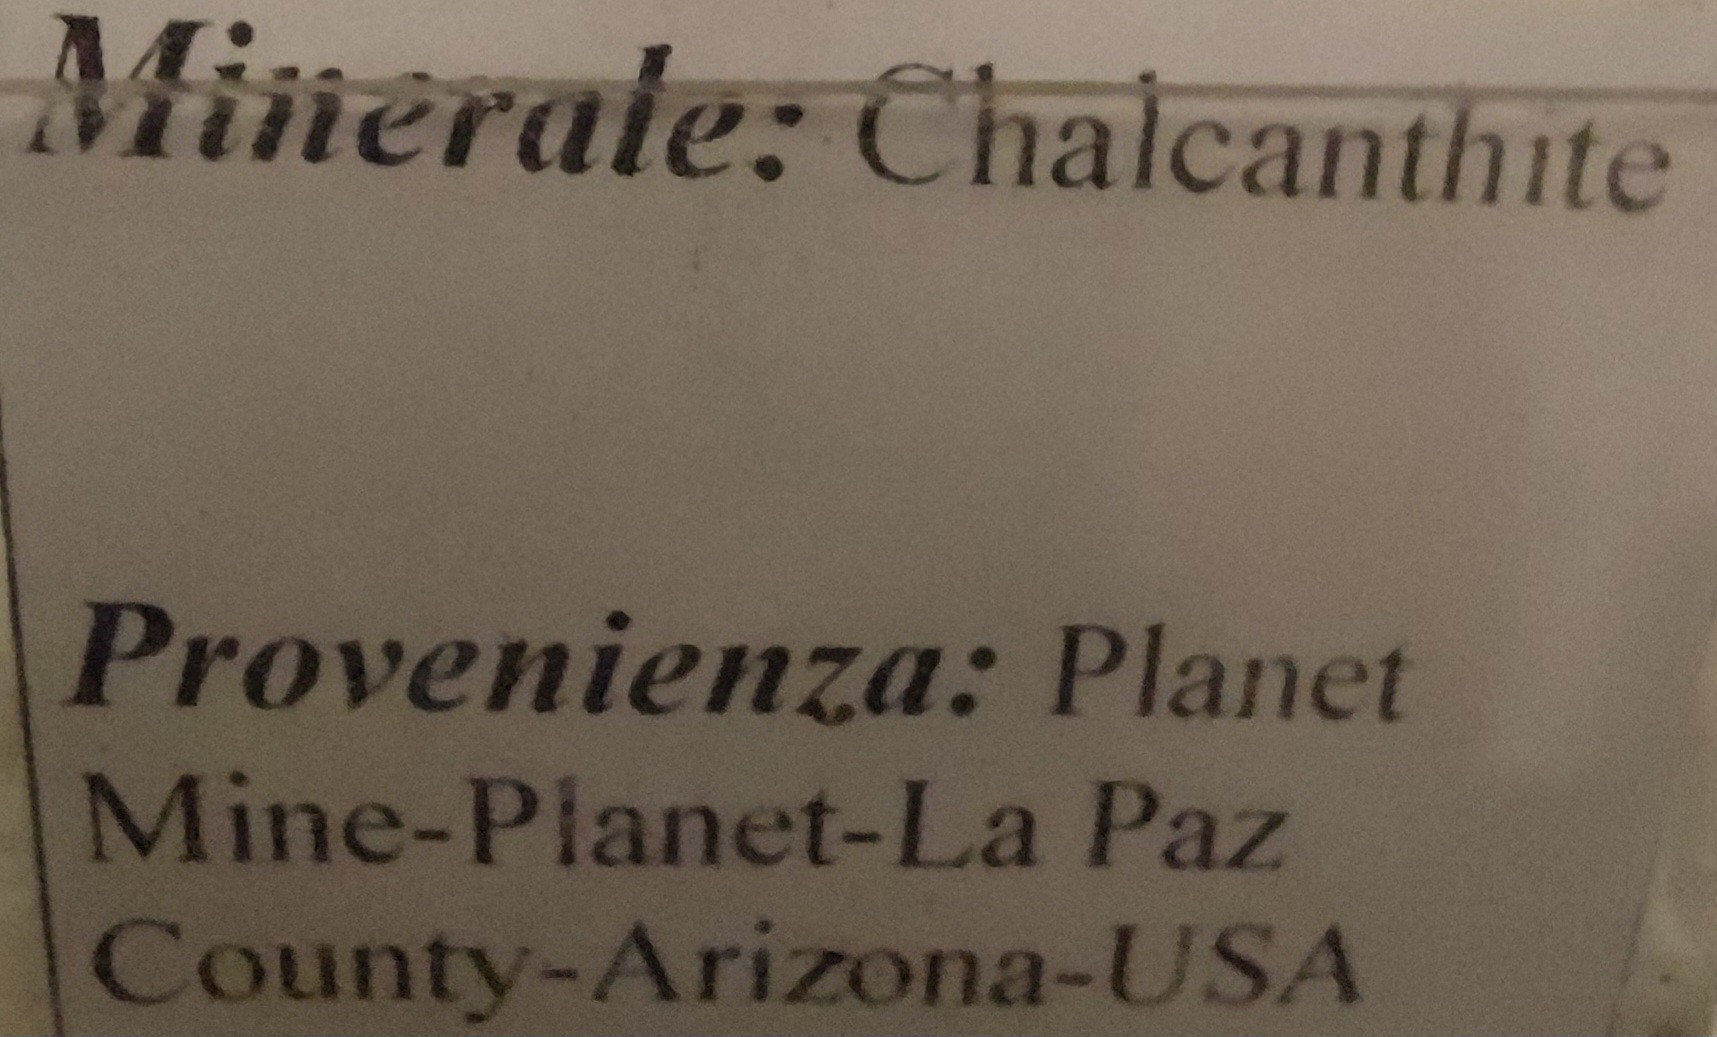 Minerale: Chalcanthite
Provenienza: Planet
Mine-Planet-La Paz
County-Arizona-USA